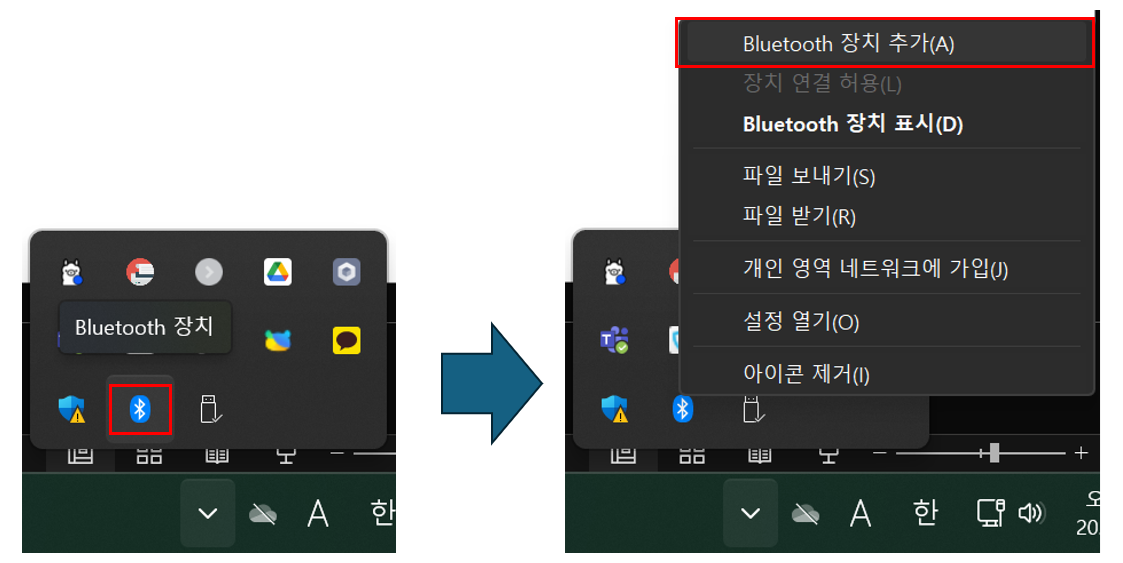 Bluetooth 장치
A
한
Bluetooth 장치 추가(A)
장치 연결 허용(L)
Bluetooth 장치 표시(D)
파일 보내기(S)
파일 받기(R)
개인 영역 네트워크에 가입(J)
설정 열기(O)
아이콘 제거(I)
A
한
오
20